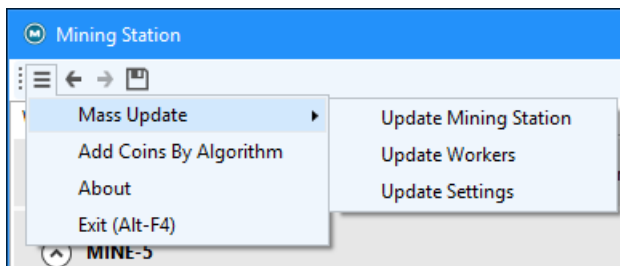 Mining Station
Mass Update
Update Mining Station
Add Coins By Algorithm
Update Workers
About
Update Settings
Exit (Alt-F4)
MINE-5